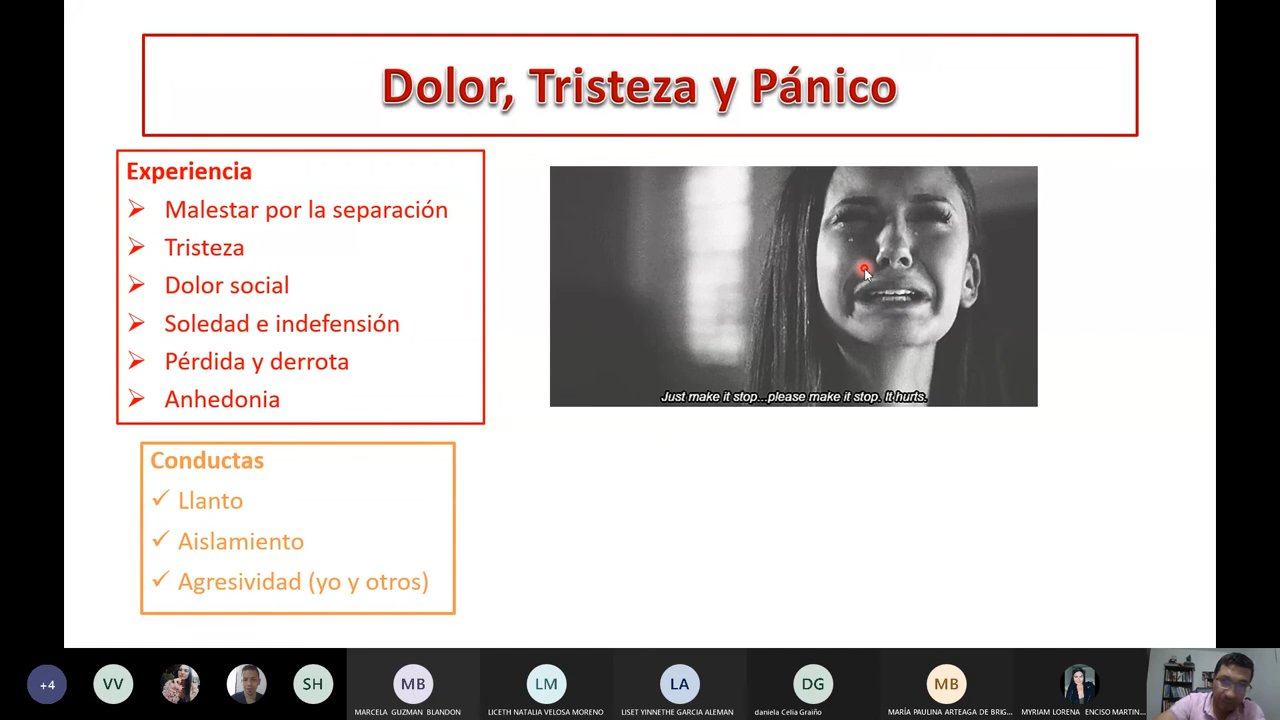 Dolor, Tristeza y Pánico
Experiencia
Malestar por la separación
Tristeza
Dolor social
Soledad e indefensión
Pérdida y derrota
Anhedonia
Just make it stop...please make it stop. It hurts.
Conductas
Llanto
Aislamiento
Agresividad (yo y otros)
+4
VV
SH
MB
LM
LA
DG
MB
MARCELA GUZMAN BLANDON
LICETH NATALIA VELOSA MORENO
LISET YINNETHE GARCIA ALEMAN
daniela Celia Graiño
MARÍA PAULINA ARTEAGA DE BRIG...
MYRIAM LORENA ENCISO MARTIN...